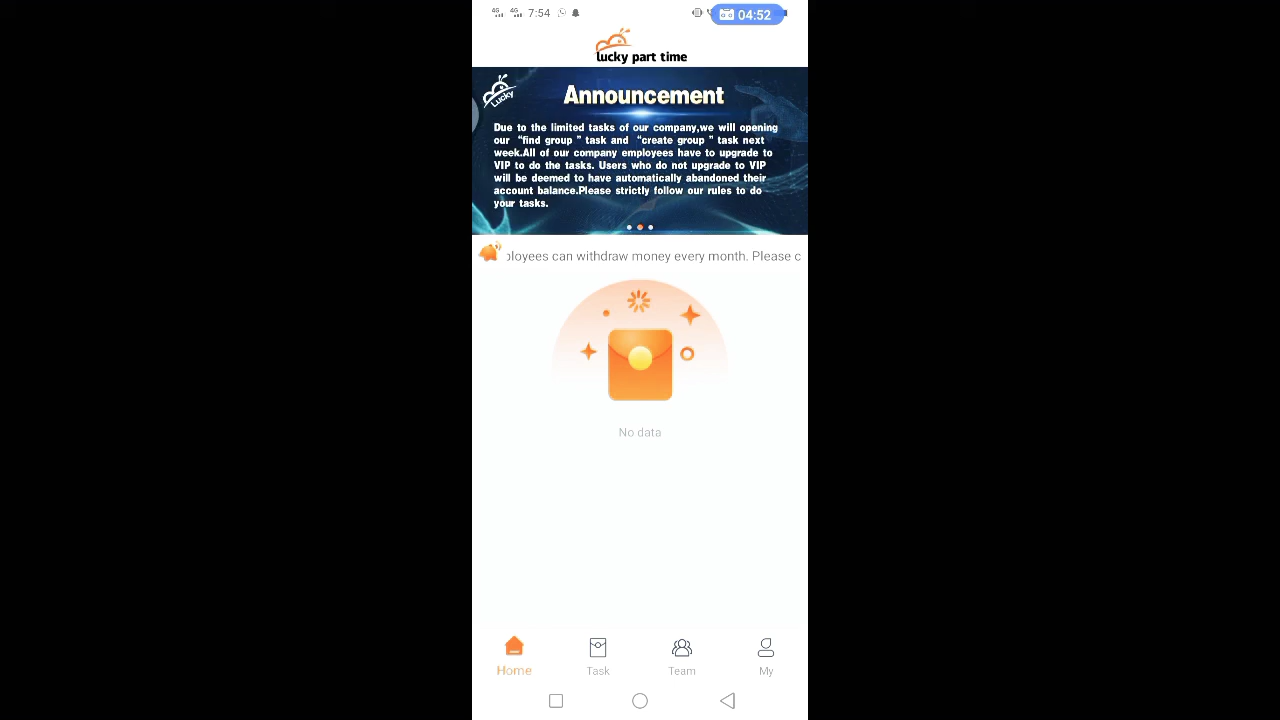 4G 4G 7:54 04:52
lucky part time
Lucky
Announcement
Due to the limited tasks of our company,we will opening
our “find group ” task and “create group ” task next
week.All of our company employees have to upgrade to
VIP to do the tasks. Users who do not upgrade to VIP
will be deemed to have automatically abandoned their
account balance.Please strictly follow our rules to do
your tasks.
ployees can withdraw money every month. Please c
No data
Home Task Team My